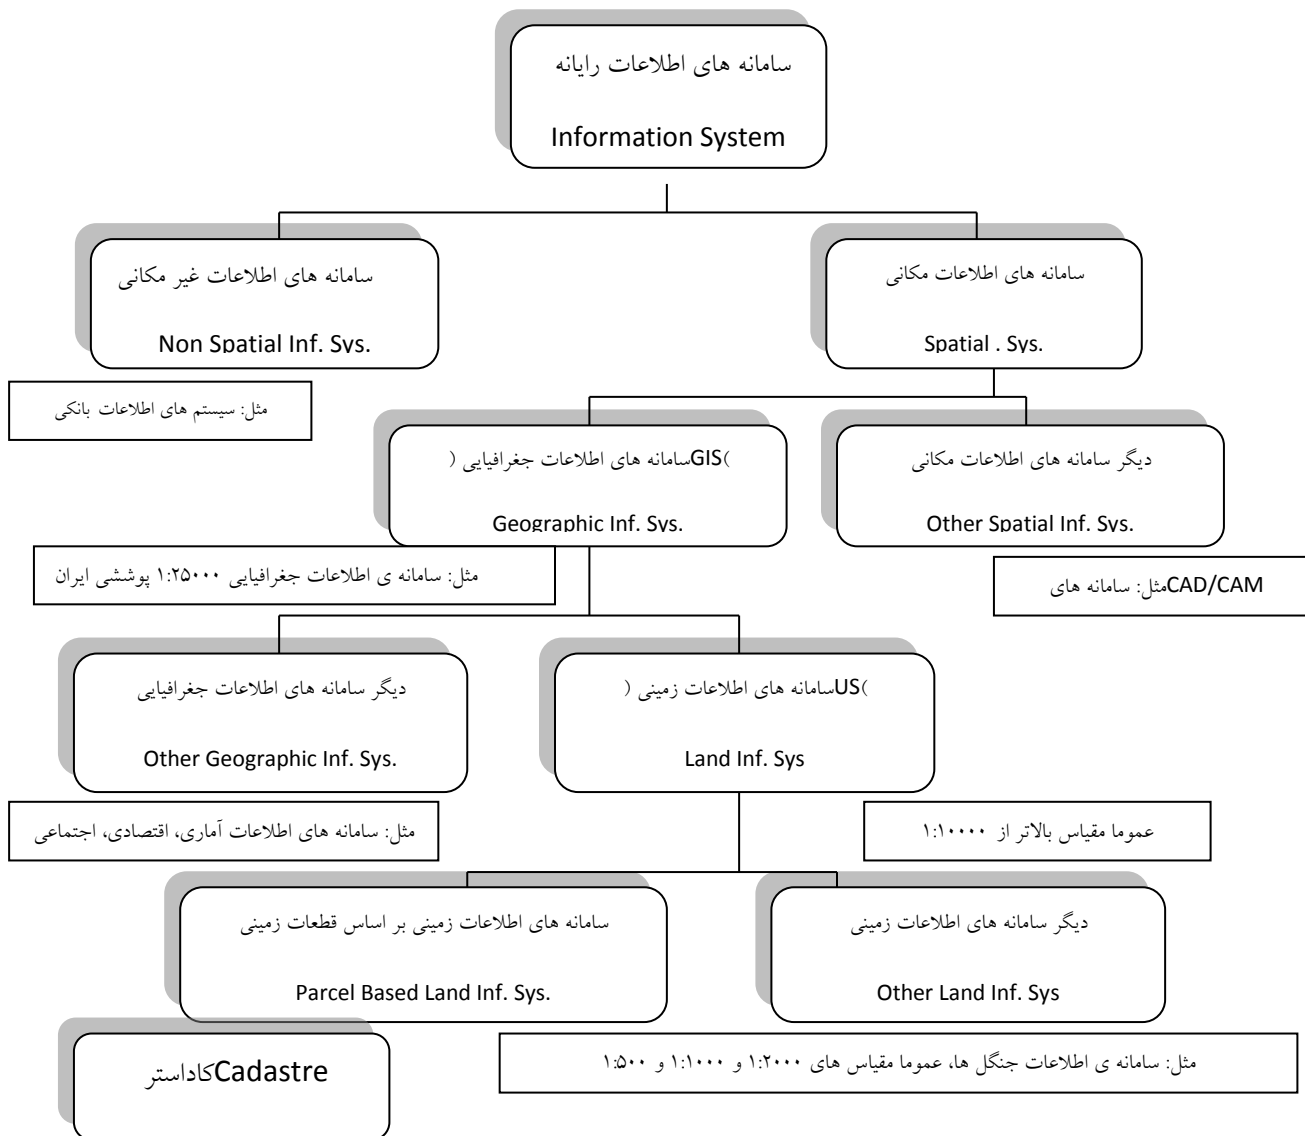 سامانه های اطلاعات رایانه
Information System
سامانه های اطلاعات مکانی
Spatial . Sys.
سامانه های اطلاعات غیر مکانی
Non Spatial Inf. Sys.
مثل: سیستم های اطلاعات بانکی
دیگر سامانه های اطلاعات مکانی
Other Spatial Inf. Sys.
)GISسامانه های اطلاعات جغرافیایی (
Geographic Inf. Sys.
مثل: سامانه های CAD/CAM
مثل: سامانه ی اطلاعات جغرافیایی ۱:۲۵۰۰۰ پوششی ایران
)USسامانه های اطلاعات زمینی (
Land Inf. Sys
دیگر سامانه های اطلاعات جغرافیایی
Other Geographic Inf. Sys.
عموما مقیاس بالاتر از ۱:۱۰۰۰۰
مثل: سامانه های اطلاعات آماری، اقتصادی، اجتماعی
دیگر سامانه های اطلاعات زمینی
Other Land Inf. Sys
سامانه های اطلاعات زمینی بر اساس قطعات زمینی
Parcel Based Land Inf. Sys.
مثل: سامانه ی اطلاعات جنگل ها، عموما مقیاس های ۱:۲۰۰۰ و ۱:۱۰۰۰ و ۱:۵۰۰
کاداسترCadastre